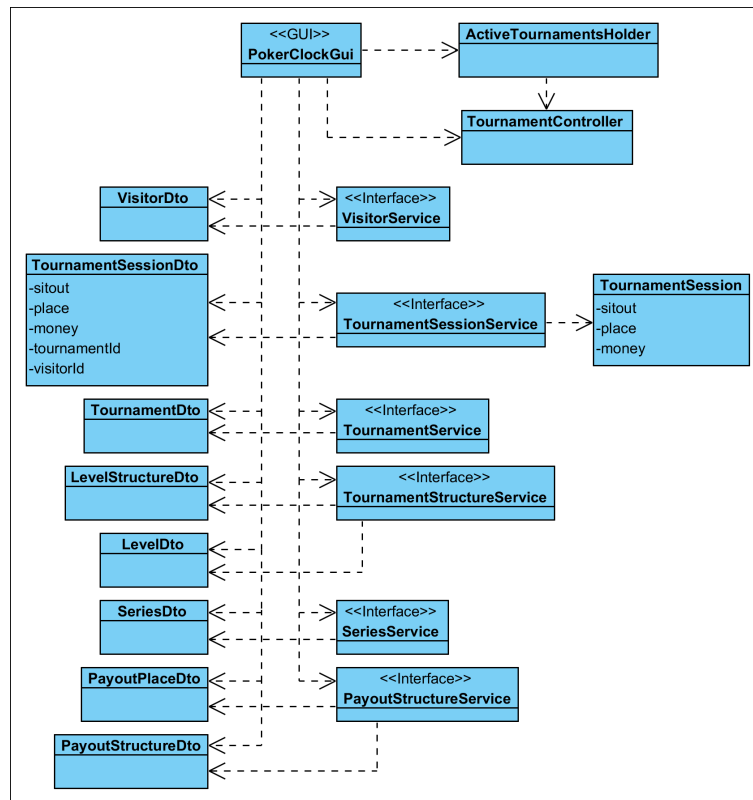 <<GUI>>
PokerClockGui
ActiveTournamentsHolder
TournamentController
VisitorDto
<<Interface>>
VisitorService
TournamentSessionDto
-sitout
-place
-money
-tournamentId
-visitorId
<<Interface>>
TournamentSessionService
TournamentSession
-sitout
-place
-money
TournamentDto
<<Interface>>
TournamentService
LevelStructureDto
<<Interface>>
TournamentStructureService
LevelDto
SeriesDto
<<Interface>>
SeriesService
PayoutPlaceDto
<<Interface>>
PayoutStructureService
PayoutStructureDto